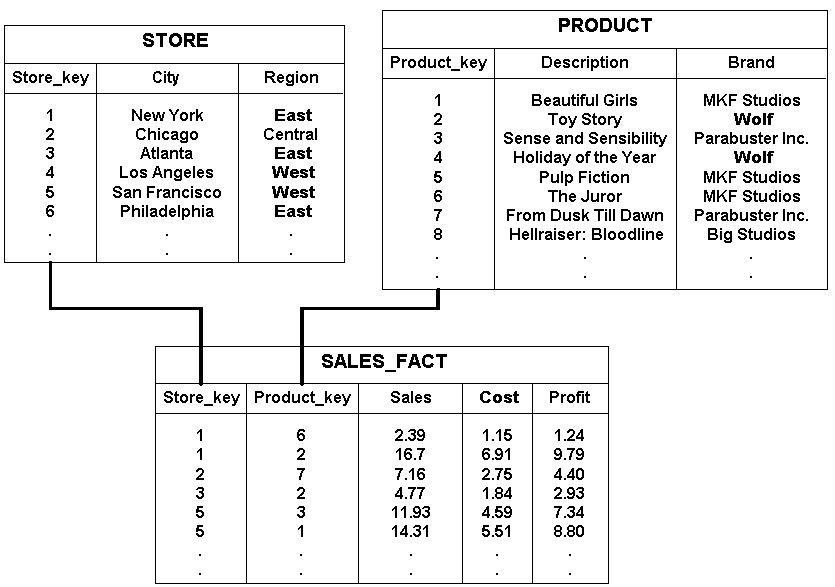 STORE
Store_key City Region
1 New York East
2 Chicago Central
3 Atlanta East
4 Los Angeles West
5 San Francisco West
6 Philadelphia East
. . .
. . .
PRODUCT
Product_key Description Brand
1 Beautiful Girls MKF Studios
2 Toy Story Wolf
3 Sense and Sensibility Parabuster Inc.
4 Holiday of the Year Wolf
5 Pulp Fiction MKF Studios
6 The Juror MKF Studios
7 From Dusk Till Dawn Parabuster Inc.
8 Hellraiser: Bloodline Big Studios
. . .
. . .
SALES_FACT
Store_key Product_key Sales Cost Profit
1 6 2.39 1.15 1.24
1 2 16.7 6.91 9.79
2 7 7.16 2.75 4.40
3 2 4.77 1.84 2.93
5 3 11.93 4.59 7.34
5 1 14.31 5.51 8.80
. . . . .
. . . . .